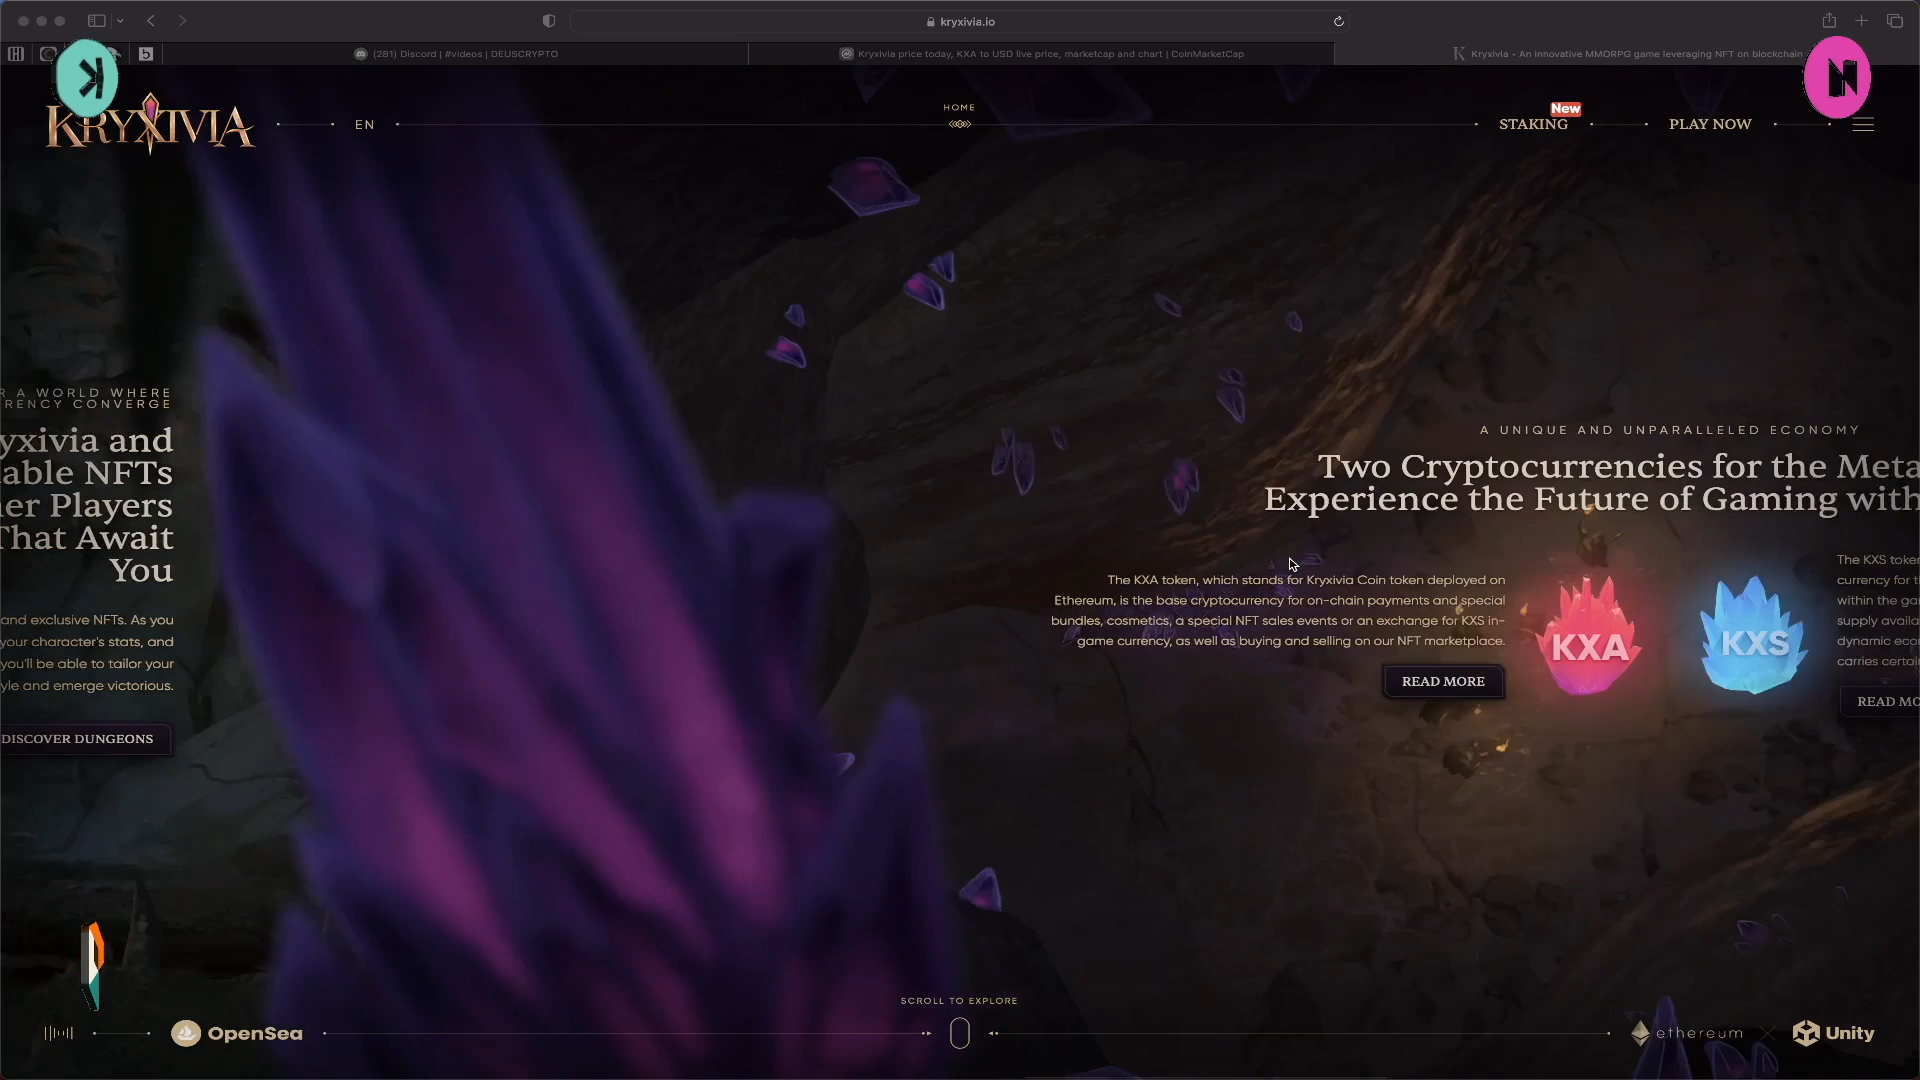 kryxivia.io
(281) Discord | #videos | DEUSCRYPTO
Kryxivia price today, KXA to USD live price, marketcap and chart | CoinMarketCap
Kryxivia - An innovative MMORPG game leveraging NFT on blockchain
K
N
KRYXIVIA
EN
HOME
STAKING
New
PLAY NOW
R A WORLD WHERE
RENCY CONVERGE
yxivia and
able NFTs
er Players
That Await
You
and exclusive NFTs. As you
your character's stats, and
you'll be able to tailor your
yle and emerge victorious.
DISCOVER DUNGEONS
A UNIQUE AND UNPARALLELED ECONOMY
Two Cryptocurrencies for the Meta
Experience the Future of Gaming with
The KXA token, which stands for Kryxivia Coin token deployed on
Ethereum, is the base cryptocurrency for on-chain payments and special
bundles, cosmetics, a special NFT sales events or an exchange for KXS in-
game currency, as well as buying and selling on our NFT marketplace.
READ MORE
KXA
KXS
The KXS token
currency for t
within the ga
supply availa
dynamic eco
carries certai
READ MO
SCROLL TO EXPLORE
OpenSea
ethereum
Unity